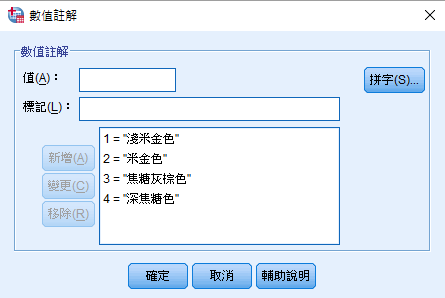 數值註解
數值註解
值(A)：
拼字(S)...
標記(L)：
新增(A)
變更(C)
移除(R)
1 = "淺米金色"
2 = "米金色"
3 = "焦糖灰棕色"
4 = "深焦糖色"
確定
取消
輔助說明